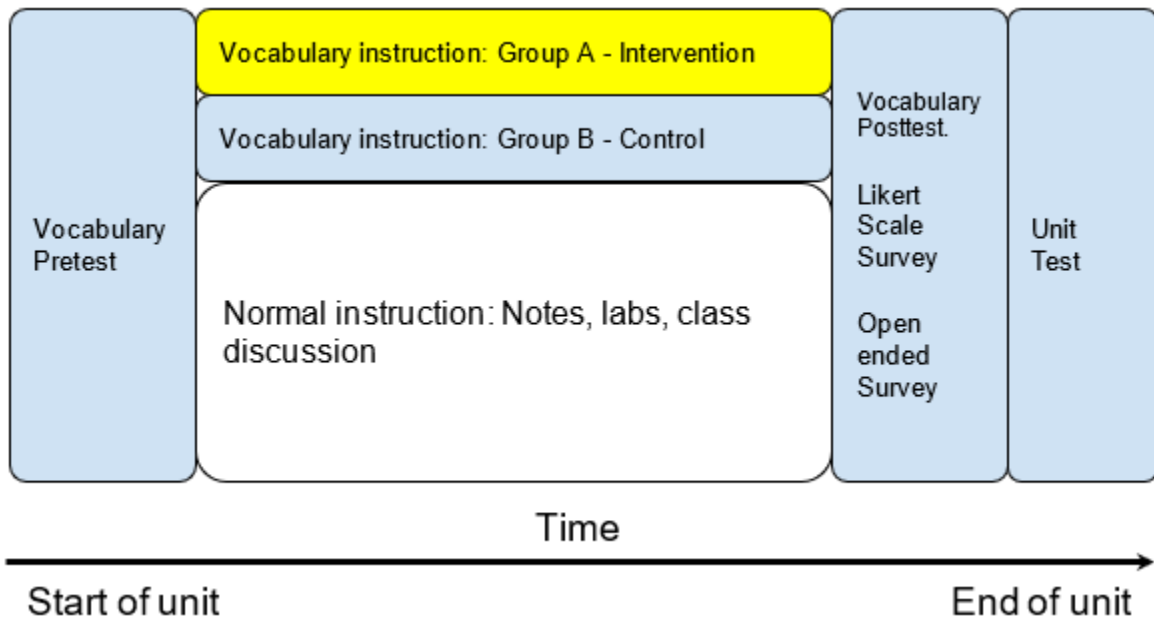 Vocabulary
Pretest
Vocabulary instruction: Group A - Intervention
Vocabulary instruction: Group B - Control
Normal instruction: Notes, labs, class
discussion
Vocabulary
Posttest.
Likert
Scale
Survey
Open
ended
Survey
Unit
Test
Time
Start of unit
End of unit